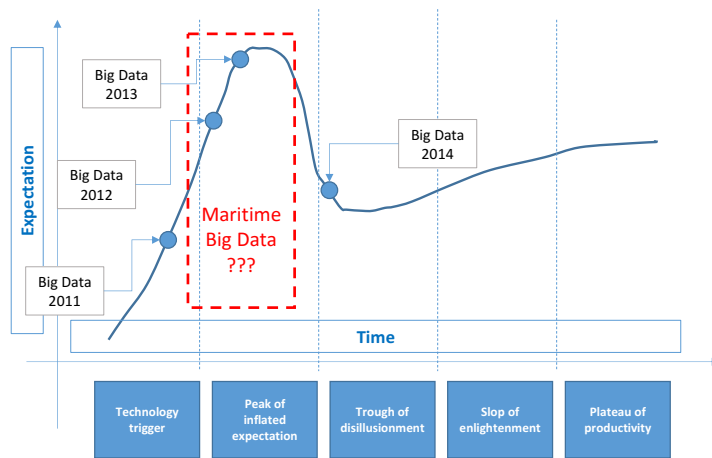 Big Data
2013
Big Data
2012
Big Data
2011
Big Data
2014
Maritime
Big Data
???
Expectation
Time
Technology
trigger
Peak of
inflated
expectation
Trough of
disillusionment
Slop of
enlightenment
Plateau of
productivity